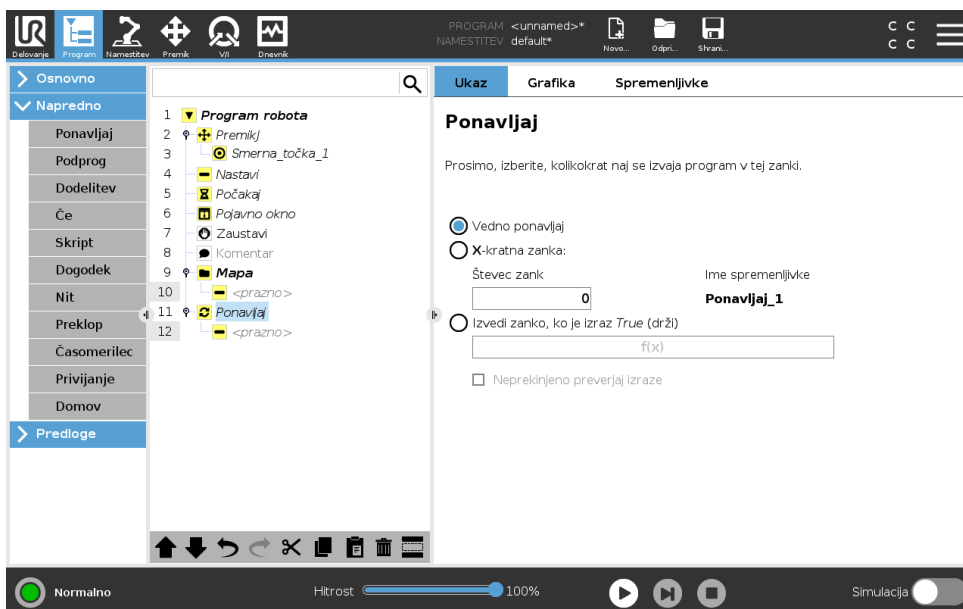 UR
PROGRAM <unnamed>*
NAMESTITEV default*
Delovanje Program Namestitev Premik V/I Dnevnik
Novo... Odpri... Shrani...
C C
C C
Osnovno
Napredno
Ponavljaj
Podprog
Dodelitev
Če
Skript
Dogodek
Nit
Preklop
Časomerilec
Privijanje
Domov
Predloge
1 Program robota
2 PremikJ
3 Smerna_točka_1
4 Nastavi
5 Počakaj
6 Pojavno okno
7 Zaustavi
8 Komentar
9 Mapa
10 <prazno>
11 Ponavljaj
12 <prazno>
Ukaz Grafika Spremenljivke
Ponavljaj
Prosimo, izberite, kolikokrat naj se izvaja program v tej zanki.
Vedno ponavljaj
X-kratna zanka:
Števec zank Ime spremenljivke
0 Ponavljaj_1
Izvedi zanko, ko je izraz True (drži)
f(x)
Neprekinjeno preverjaj izraze
Normalno
Hitrost 100%
Simulacija